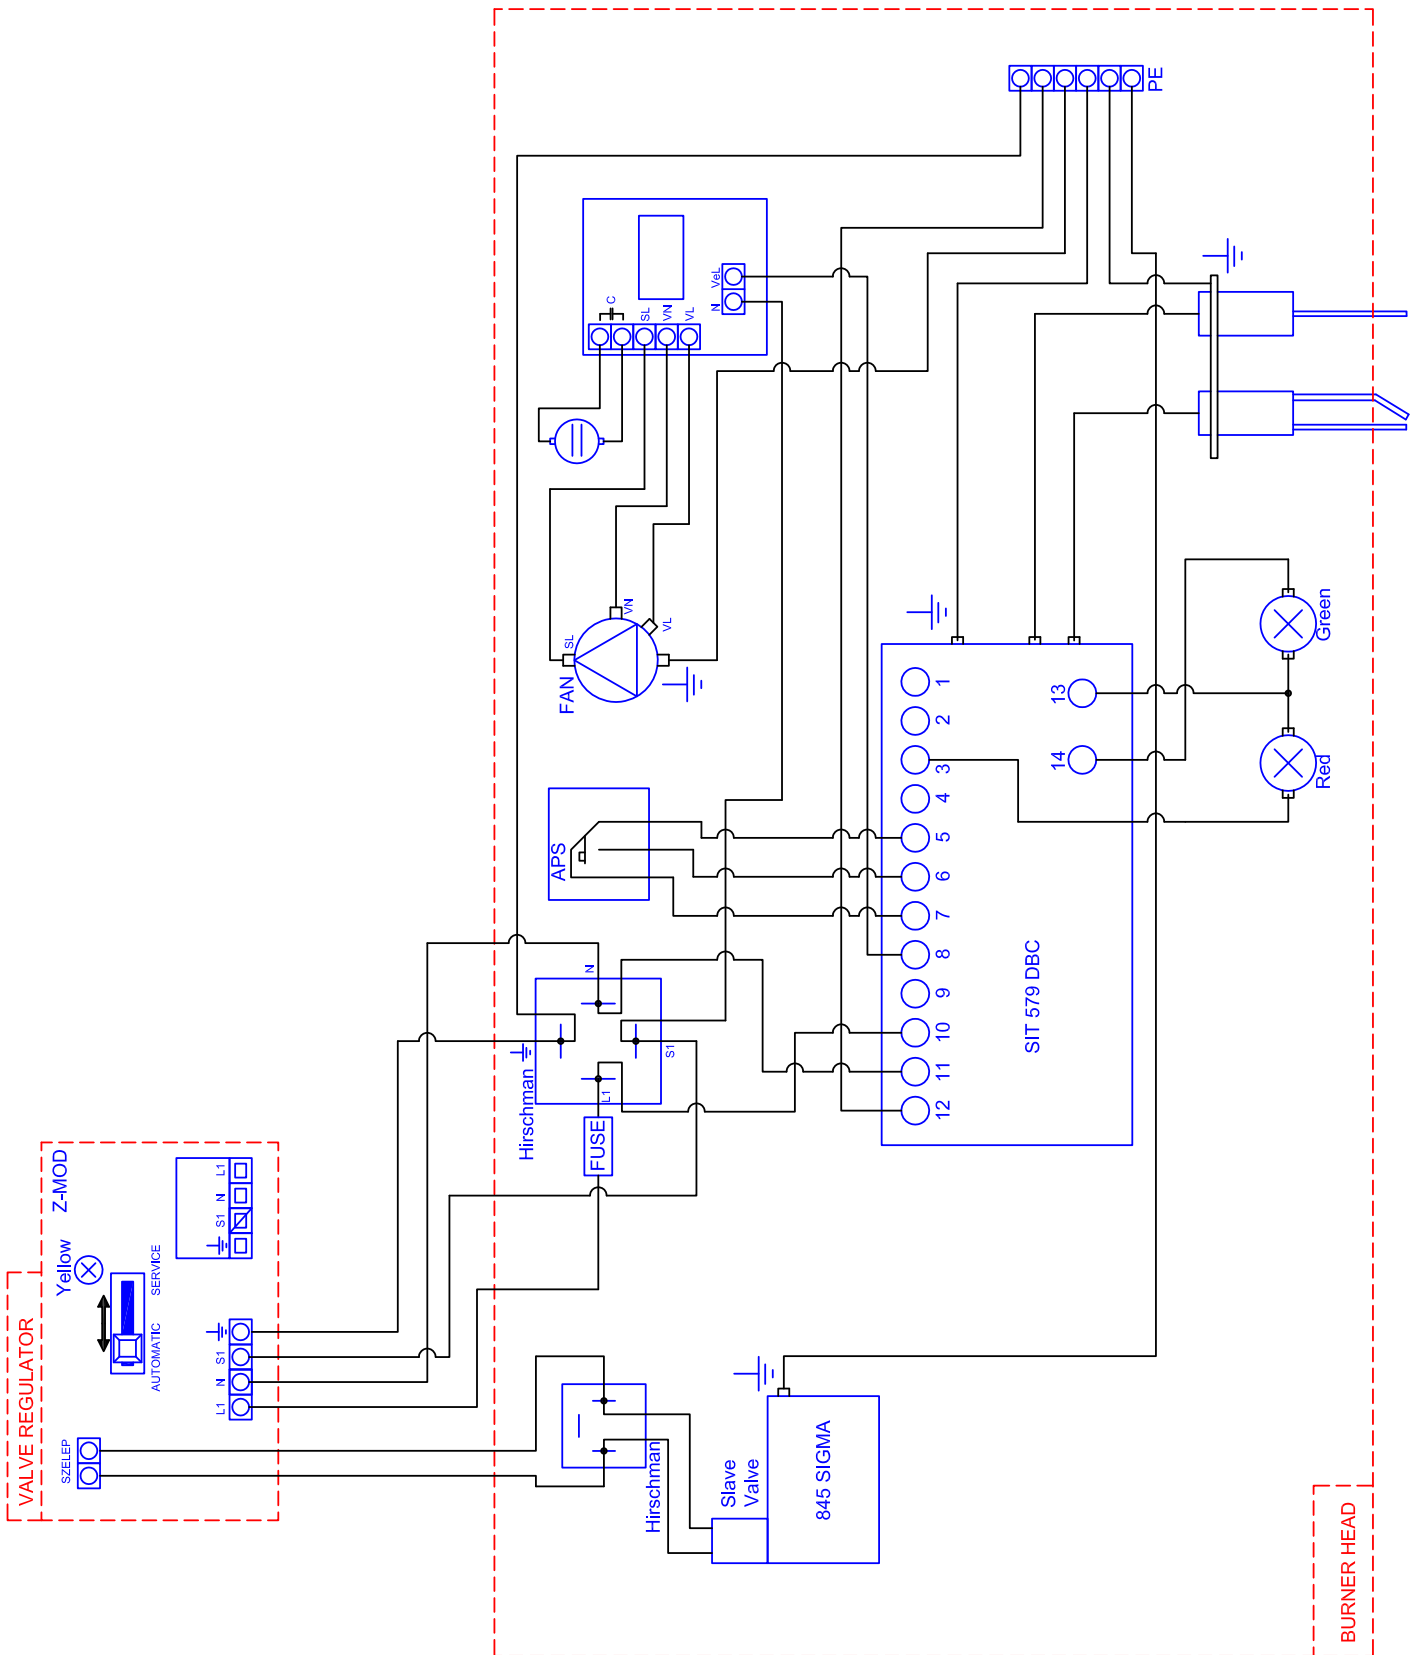 PE
C
SL
VN
VL
N
VeL
SL
VN
VL
FAN
Green
Red
1
2
3
4
5
6
7
8
9
10
11
12
13
14
SIT 579 DBC
APS
N
S1
L1
Hirschman
FUSE
Z-MOD
Yellow
L1
N
S1
SERVICE
AUTOMATIC
S1
N
L1
SZELEP
VALVE REGULATOR
Hirschman
Slave
Valve
845 SIGMA
BURNER HEAD